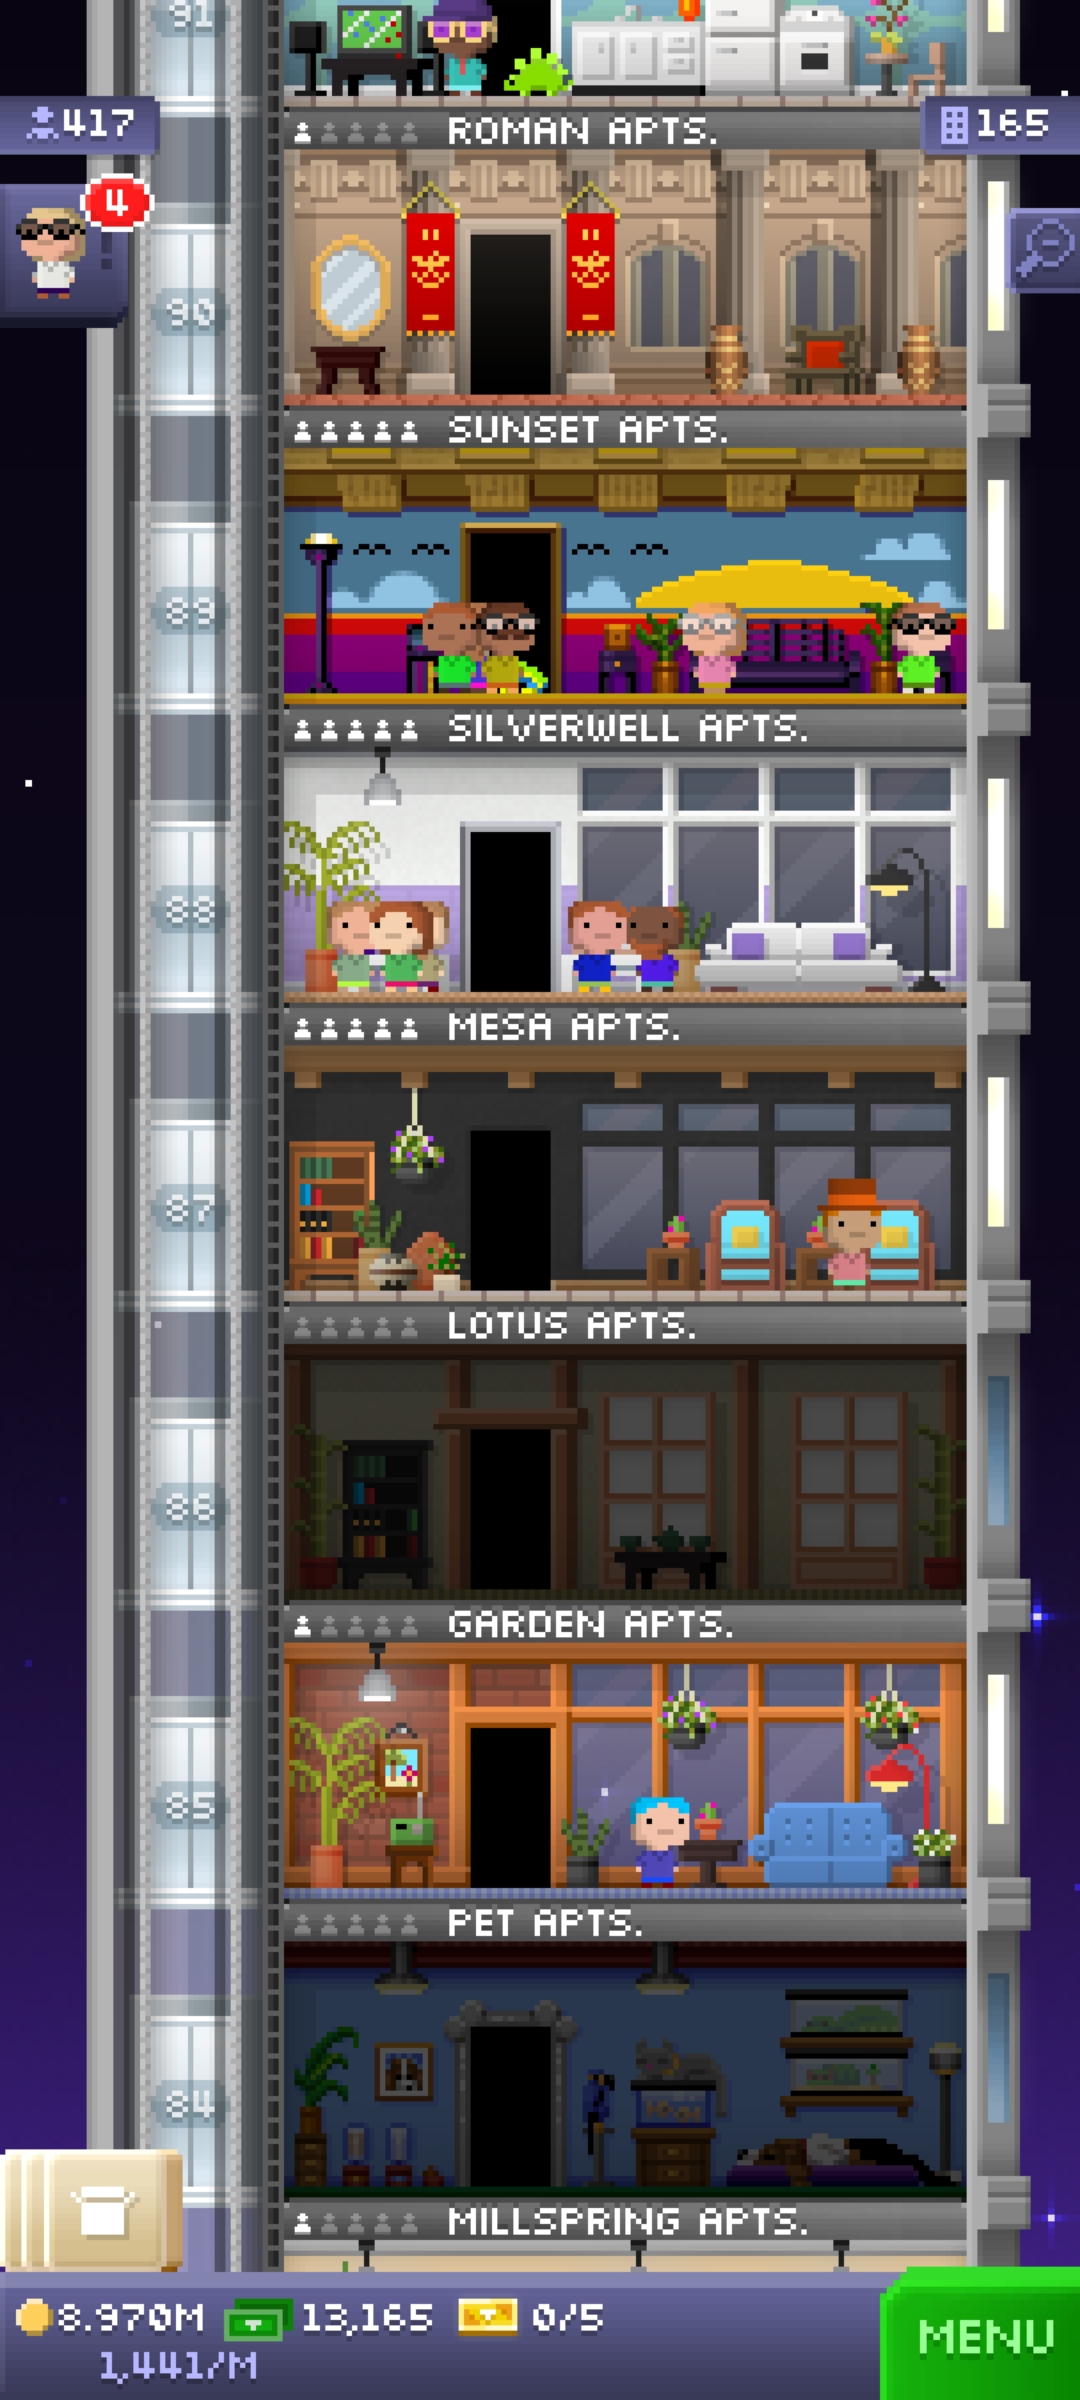 91
417
ROMAN APTS.
165
4
90
SUNSET APTS.
89
SILVERWELL APTS.
88
MESA APTS.
87
LOTUS APTS.
86
GARDEN APTS.
85
PET APTS.
84
MILLSPRING APTS.
8.970M 13,165 0/5
MENU
1,441/M